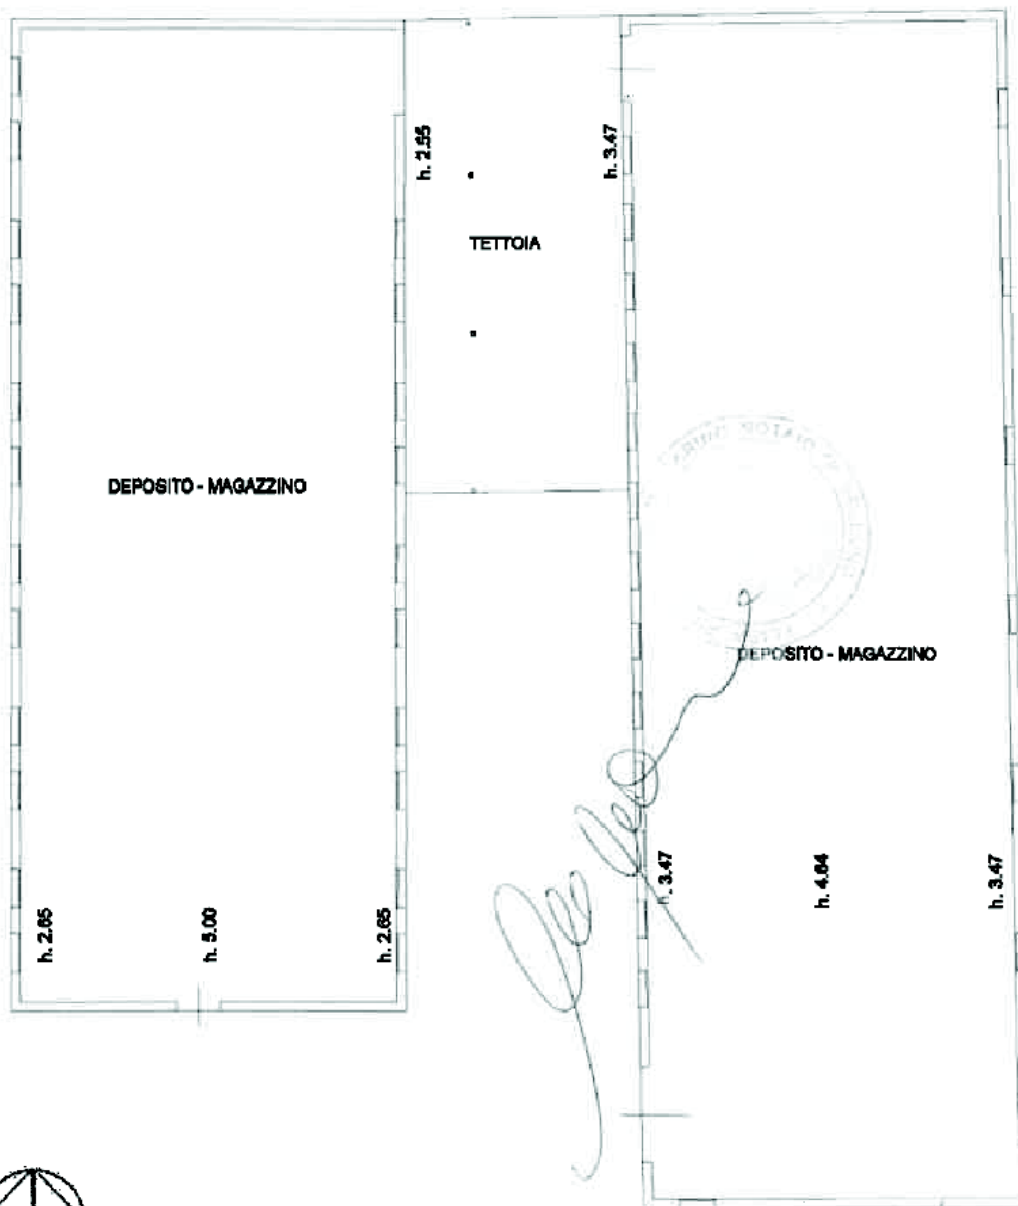 h. 2.55
h. 3.47
TETTOIA
DEPOSITO - MAGAZZINO
DEPOSITO - MAGAZZINO
h. 2.65
h. 5.00
h. 2.65
h. 3.47
h. 4.64
h. 3.47